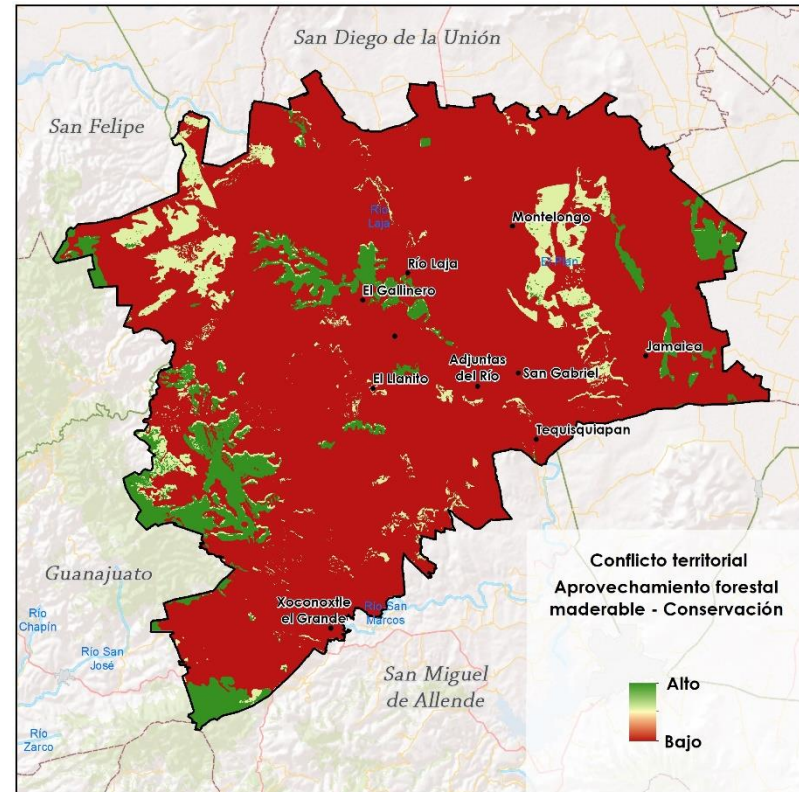 San Diego de la Unión
San Felipe
Río
Laja
Montelongo
El Plan
Río Laja
El Gallinero
Jamaica
Adjuntas
del Río
San Gabriel
El Llanito
Tequisquiapan
Guanajuato
Río
Chapín
Río San
José
Río
Zarco
Xoconoxtle
el Grande
Río San
Marcos
San Miguel
de Allende
Conflicto territorial
Aprovechamiento forestal
maderable - Conservación
Alto
Bajo